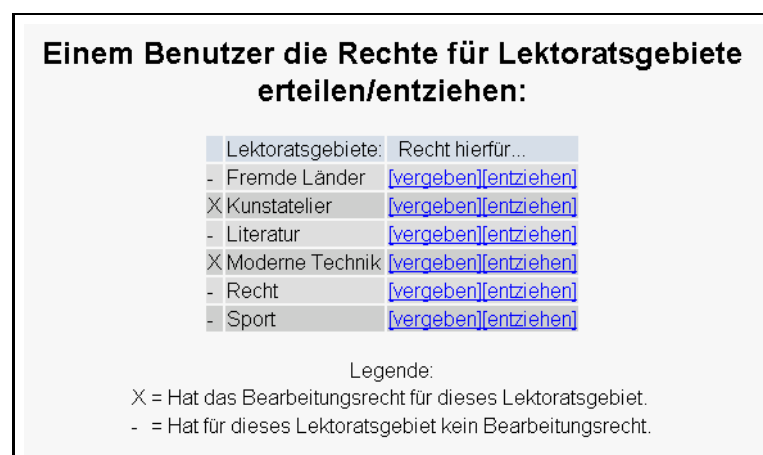 Einem Benutzer die Rechte für Lektoratsgebiete
erteilen/entziehen:
Lektoratsgebiete: Recht hierfür...
- Fremde Länder [vergeben][entziehen]
X Kunstatelier [vergeben][entziehen]
- Literatur [vergeben][entziehen]
X Moderne Technik [vergeben][entziehen]
- Recht [vergeben][entziehen]
- Sport [vergeben][entziehen]
Legende:
X = Hat das Bearbeitungsrecht für dieses Lektoratsgebiet.
- = Hat für dieses Lektoratsgebiet kein Bearbeitungsrecht.